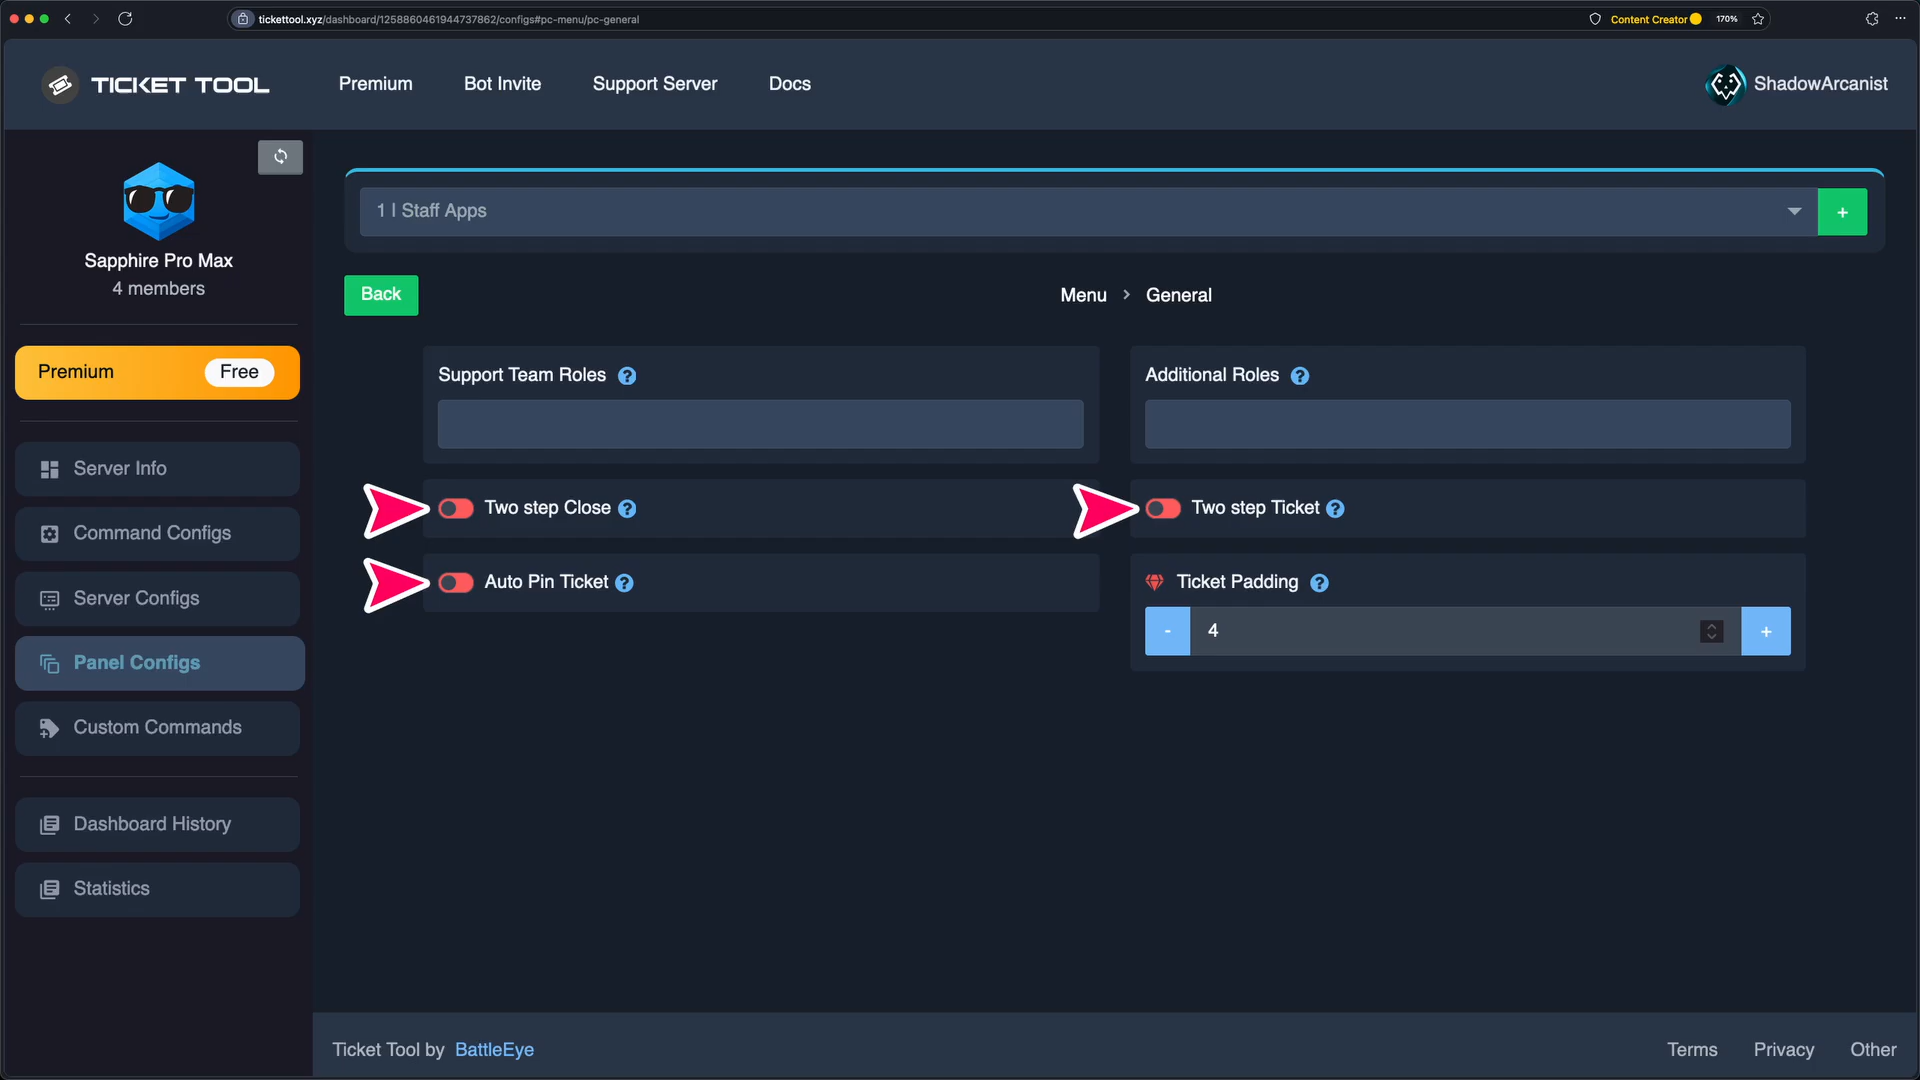 tickettool.xyz/dashboard/1258860461944737862/configs#pc-menu/pc-general
Content Creator
170%
TICKET TOOL
Premium
Bot Invite
Support Server
Docs
ShadowArcanist
Sapphire Pro Max
4 members
Premium
Free
Server Info
Command Configs
Server Configs
Panel Configs
Custom Commands
Dashboard History
Statistics
1 | Staff Apps
+
Back
Menu > General
Support Team Roles ?
Additional Roles ?
Two step Close ?
Two step Ticket ?
Auto Pin Ticket ?
Ticket Padding ?
- 4 +
Ticket Tool by BattleEye
Terms
Privacy
Other